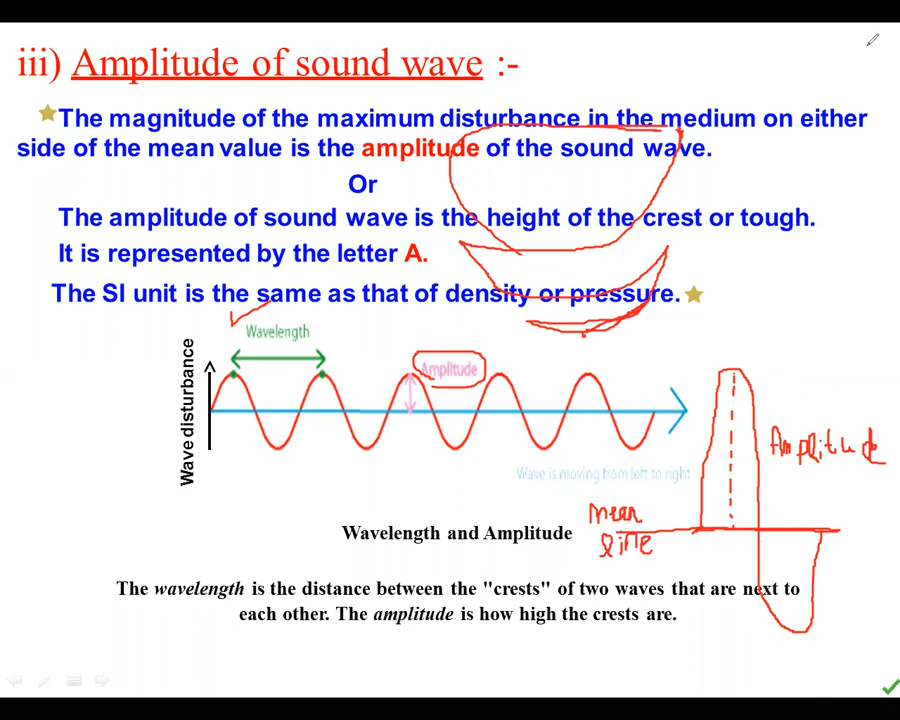 iii) Amplitude of sound wave :-
The magnitude of the maximum disturbance in the medium on either
side of the mean value is the amplitude of the sound wave.
Or
The amplitude of sound wave is the height of the crest or tough.
It is represented by the letter A.
The SI unit is the same as that of density or pressure.
Wavelength
Wave disturbance
Amplitude
Amplitude
Wave is moving from left to right
Mean
line
Wavelength and Amplitude
The wavelength is the distance between the "crests" of two waves that are next to
each other. The amplitude is how high the crests are.